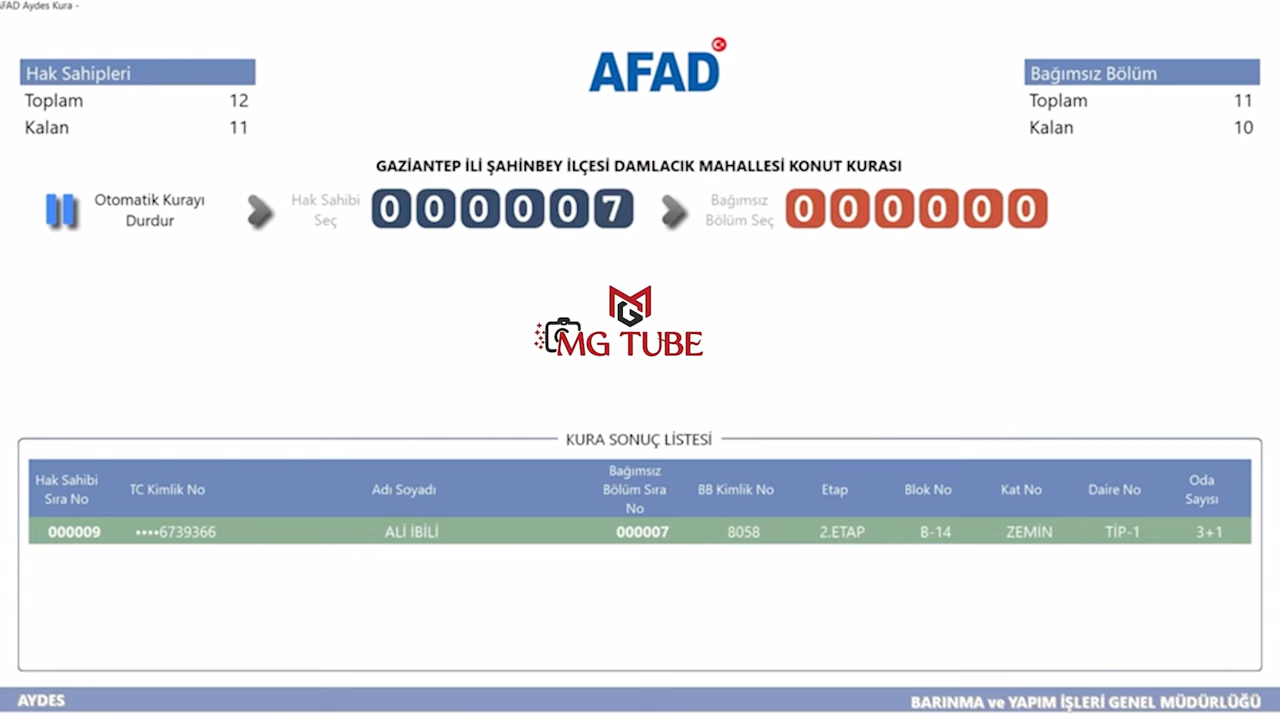 AFAD Aydes Kura -
AFAD
Hak Sahipleri
Toplam 12
Kalan 11
Bağımsız Bölüm
Toplam 11
Kalan 10
GAZİANTEP İLİ ŞAHİNBEY İLÇESİ DAMLACIK MAHALLESİ KONUT KURASI
Otomatik Kurayı
Durdur
Hak Sahibi
Seç
000007
Bağımsız
Bölüm Seç
000000
MG TUBE
KURA SONUÇ LİSTESİ
Hak Sahibi
Sıra No
TC Kimlik No
Adı Soyadı
Bağımsız
Bölüm Sıra
No
BB Kimlik No
Etap
Blok No
Kat No
Daire No
Oda
Sayısı
000009 ••••6739366 ALİ İBİLİ 000007 8058 2.ETAP B-14 ZEMİN TİP-1 3+1
AYDES
BARINMA ve YAPIM İŞLERİ GENEL MÜDÜRLÜĞÜ